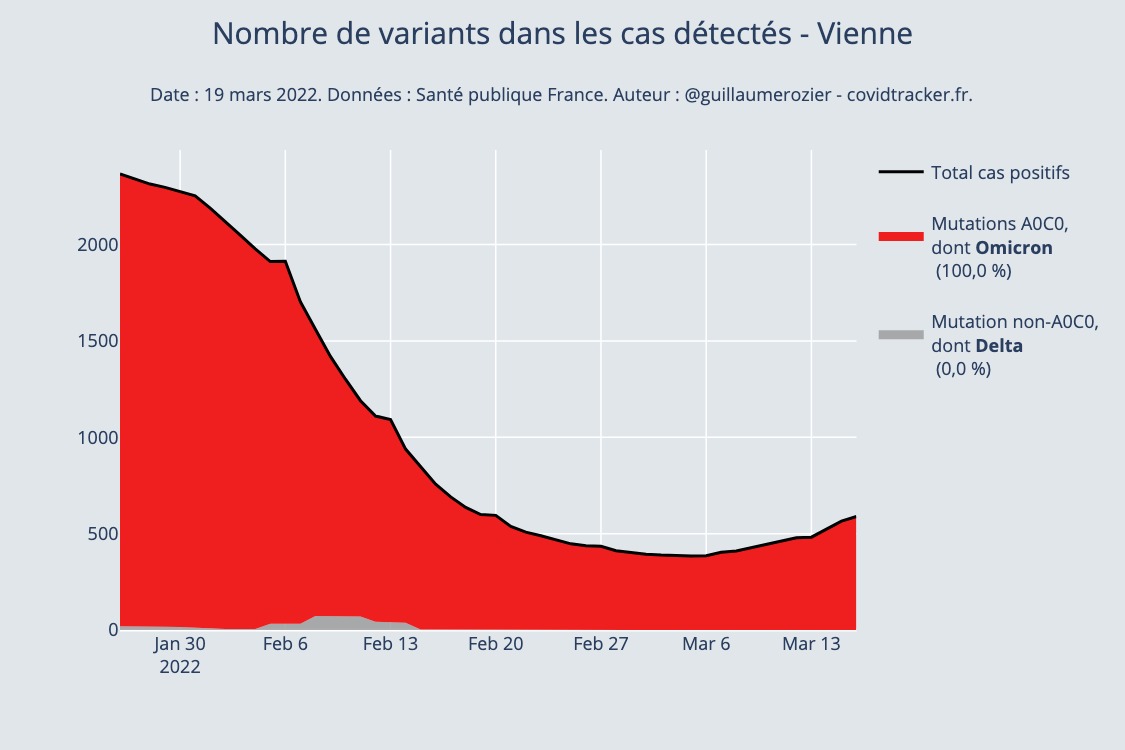 Nombre de variants dans les cas détectés - Vienne
Date : 19 mars 2022. Données : Santé publique France. Auteur : @guillaumerozier - covidtracker.fr.
Total cas positifs
Mutations A0C0,
dont Omicron
(100,0 %)
Mutation non-A0C0,
dont Delta
(0,0 %)
2000
1500
1000
500
0
Jan 30 Feb 6 Feb 13 Feb 20 Feb 27 Mar 6 Mar 13
2022